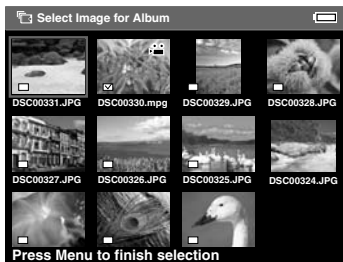 Select Image for Album
DSC00331.JPG DSC00330.mpg DSC00329.JPG DSC00328.JPG
DSC00327.JPG DSC00326.JPG DSC00325.JPG DSC00324.JPG
Press Menu to finish selection